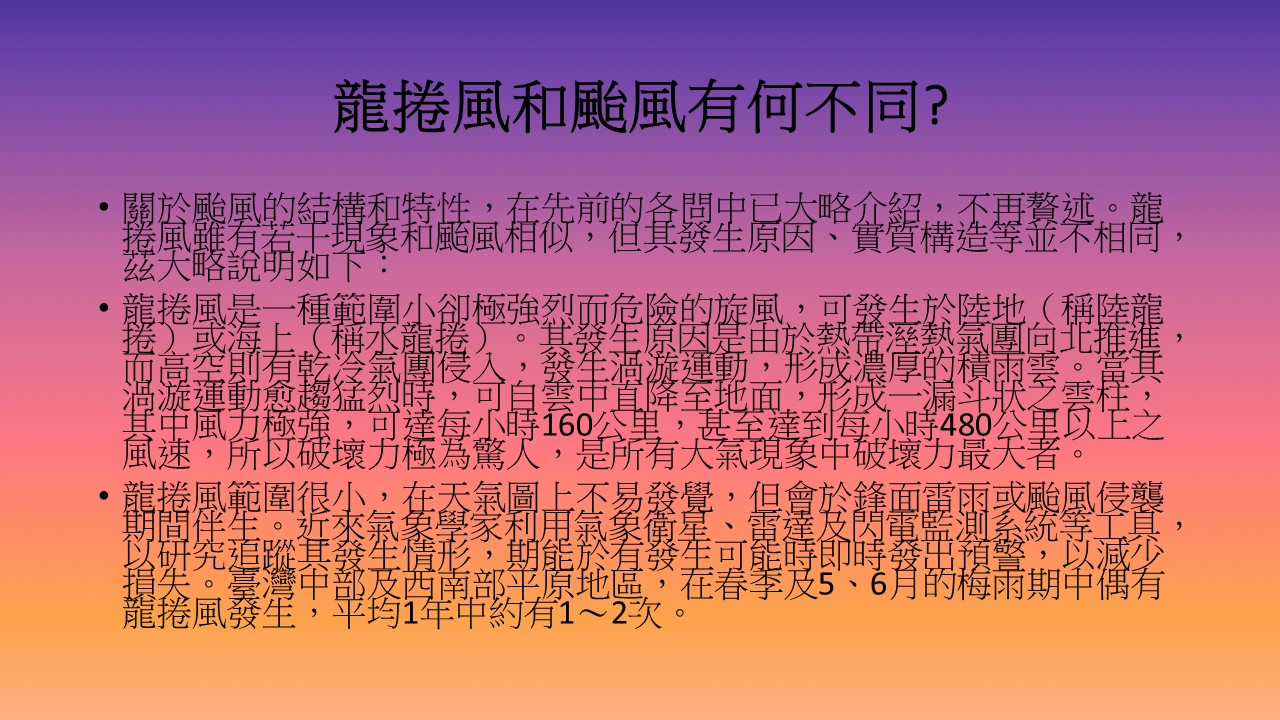 龍捲風和颱風有何不同?
• 關於颱風的結構和特性，在先前的各問中已大略介紹，不再贅述。龍
捲風雖有若干現象和颱風相似，但其發生原因、實質構造等並不相同，
茲大略說明如下：
• 龍捲風是一種範圍小卻極強烈而危險的旋風，可發生於陸地（稱陸龍
捲）或海上（稱水龍捲）。其發生原因是由於熱帶溼熱氣團向北推進，
而高空則有乾冷氣團侵入，發生渦漩運動，形成濃厚的積雨雲。當其
渦漩運動愈趨猛烈時，可自雲中直降至地面，形成一漏斗狀之雲柱，
其中風力極強，可達每小時160公里，甚至達到每小時480公里以上之
風速，所以破壞力極為驚人，是所有大氣現象中破壞力最大者。
• 龍捲風範圍很小，在天氣圖上不易發覺，但會於鋒面雷雨或颱風侵襲
期間伴生。近來氣象學家利用氣象衛星、雷達及閃電監測系統等工具，
以研究追蹤其發生情形，期能於有發生可能時即時發出預警，以減少
損失。臺灣中部及西南部平原地區，在春季及5、6月的梅雨期中偶有
龍捲風發生，平均1年中約有1～2次。